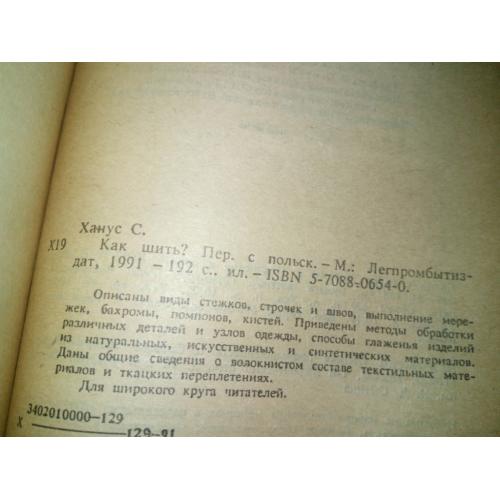 Ханус С.
Х19 Как шить? Пер. с польск. — М.: Легпромбытиз-
дат, 1991 — 192 с.. ил. — ISBN 5-7088-0654-0.
Описаны виды стежков, строчек и швов, выполнение мере-
жек, бахромы, помпонов, кистей. Приведены методы обработки
различных деталей и узлов одежды, способы глаженья изделий
из натуральных, искусственных и синтетических материалов.
Даны общие сведения о волокнистом составе текстильных мате-
риалов и ткацких переплетениях.
Для широкого круга читателей.
3402010000—129
Х
129—91